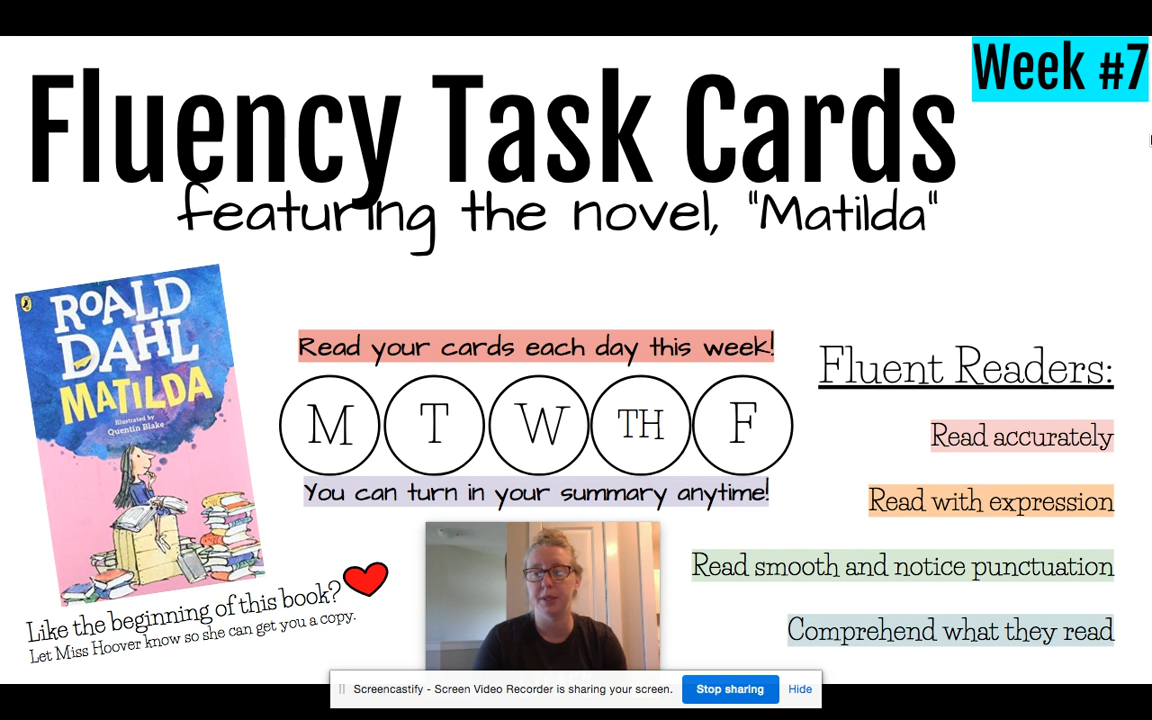 Week #7
Fluency Task Cards
featuring the novel, "Matilda"
ROALD
DAHL
MATILDA
Illustrated by
Quentin Blake
Like the beginning of this book?
Let Miss Hoover know so she can get you a copy.
Read your cards each day this week!
M T W TH F
You can turn in your summary anytime!
Fluent Readers:
Read accurately
Read with expression
Read smooth and notice punctuation
Comprehend what they read
Screencastify - Screen Video Recorder is sharing your screen. Stop sharing Hide